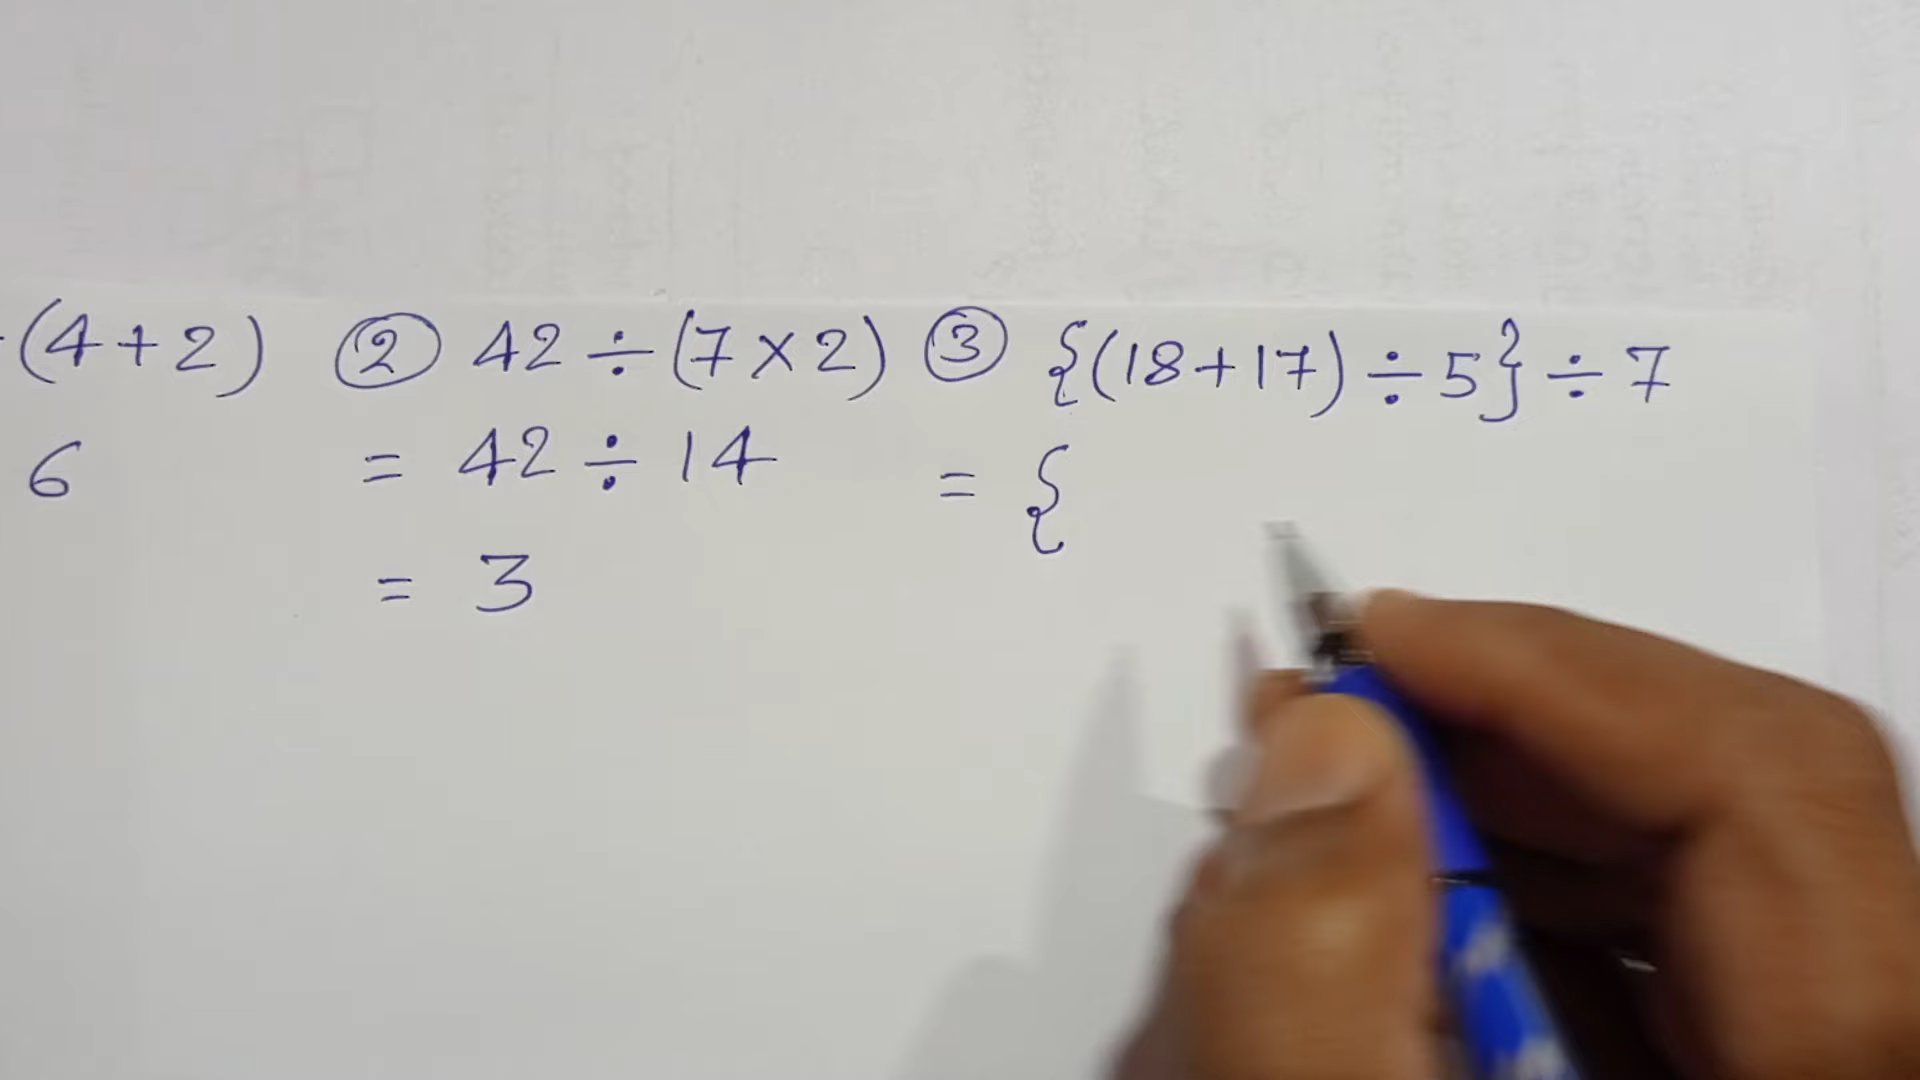 (4+2) ② 42÷(7×2) ③ {(18+17)÷5}÷7
6 = 42÷14 = {
= 3